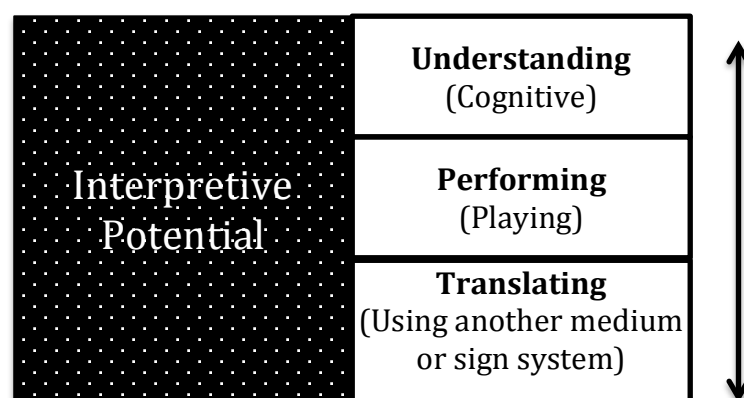 Interpretive
Potential
Understanding
(Cognitive)
Performing
(Playing)
Translating
(Using another medium
or sign system)